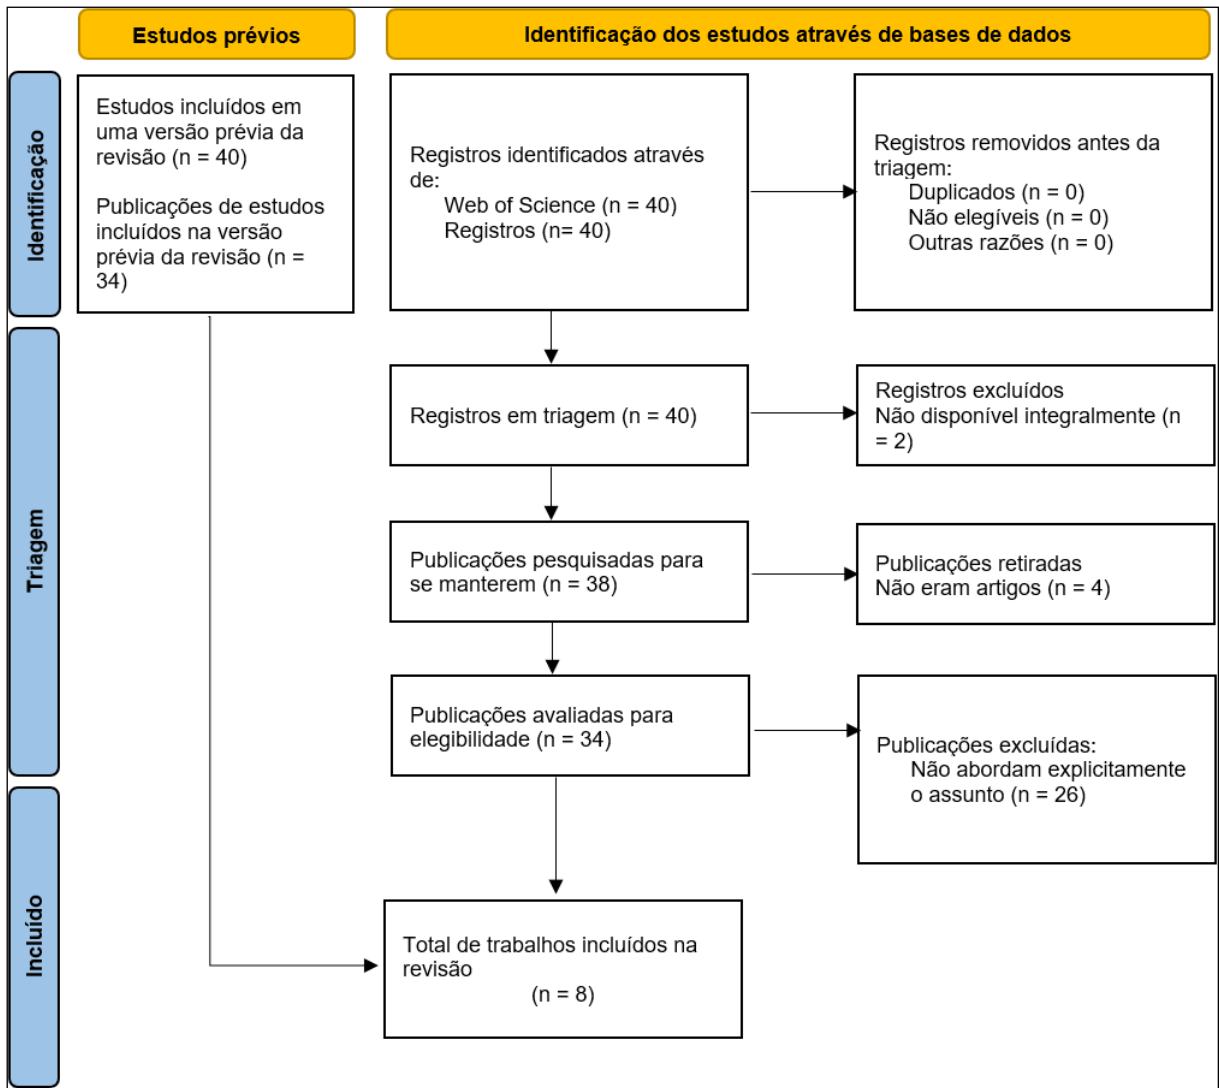 Estudos prévios
Identificação dos estudos através de bases de dados
Identificação
Estudos incluídos em
uma versão prévia da
revisão (n = 40)
Publicações de estudos
incluídos na versão
prévia da revisão (n =
34)
Registros identificados através
de:
Web of Science (n = 40)
Registros (n= 40)
Registros removidos antes da
triagem:
Duplicados (n = 0)
Não elegíveis (n = 0)
Outras razões (n = 0)
Triagem
Registros em triagem (n = 40)
Registros excluídos
Não disponível integralmente (n
= 2)
Publicações pesquisadas para
se manterem (n = 38)
Publicações retiradas
Não eram artigos (n = 4)
Publicações avaliadas para
elegibilidade (n = 34)
Publicações excluídas:
Não abordam explicitamente
o assunto (n = 26)
Incluído
Total de trabalhos incluídos na
revisão
(n = 8)